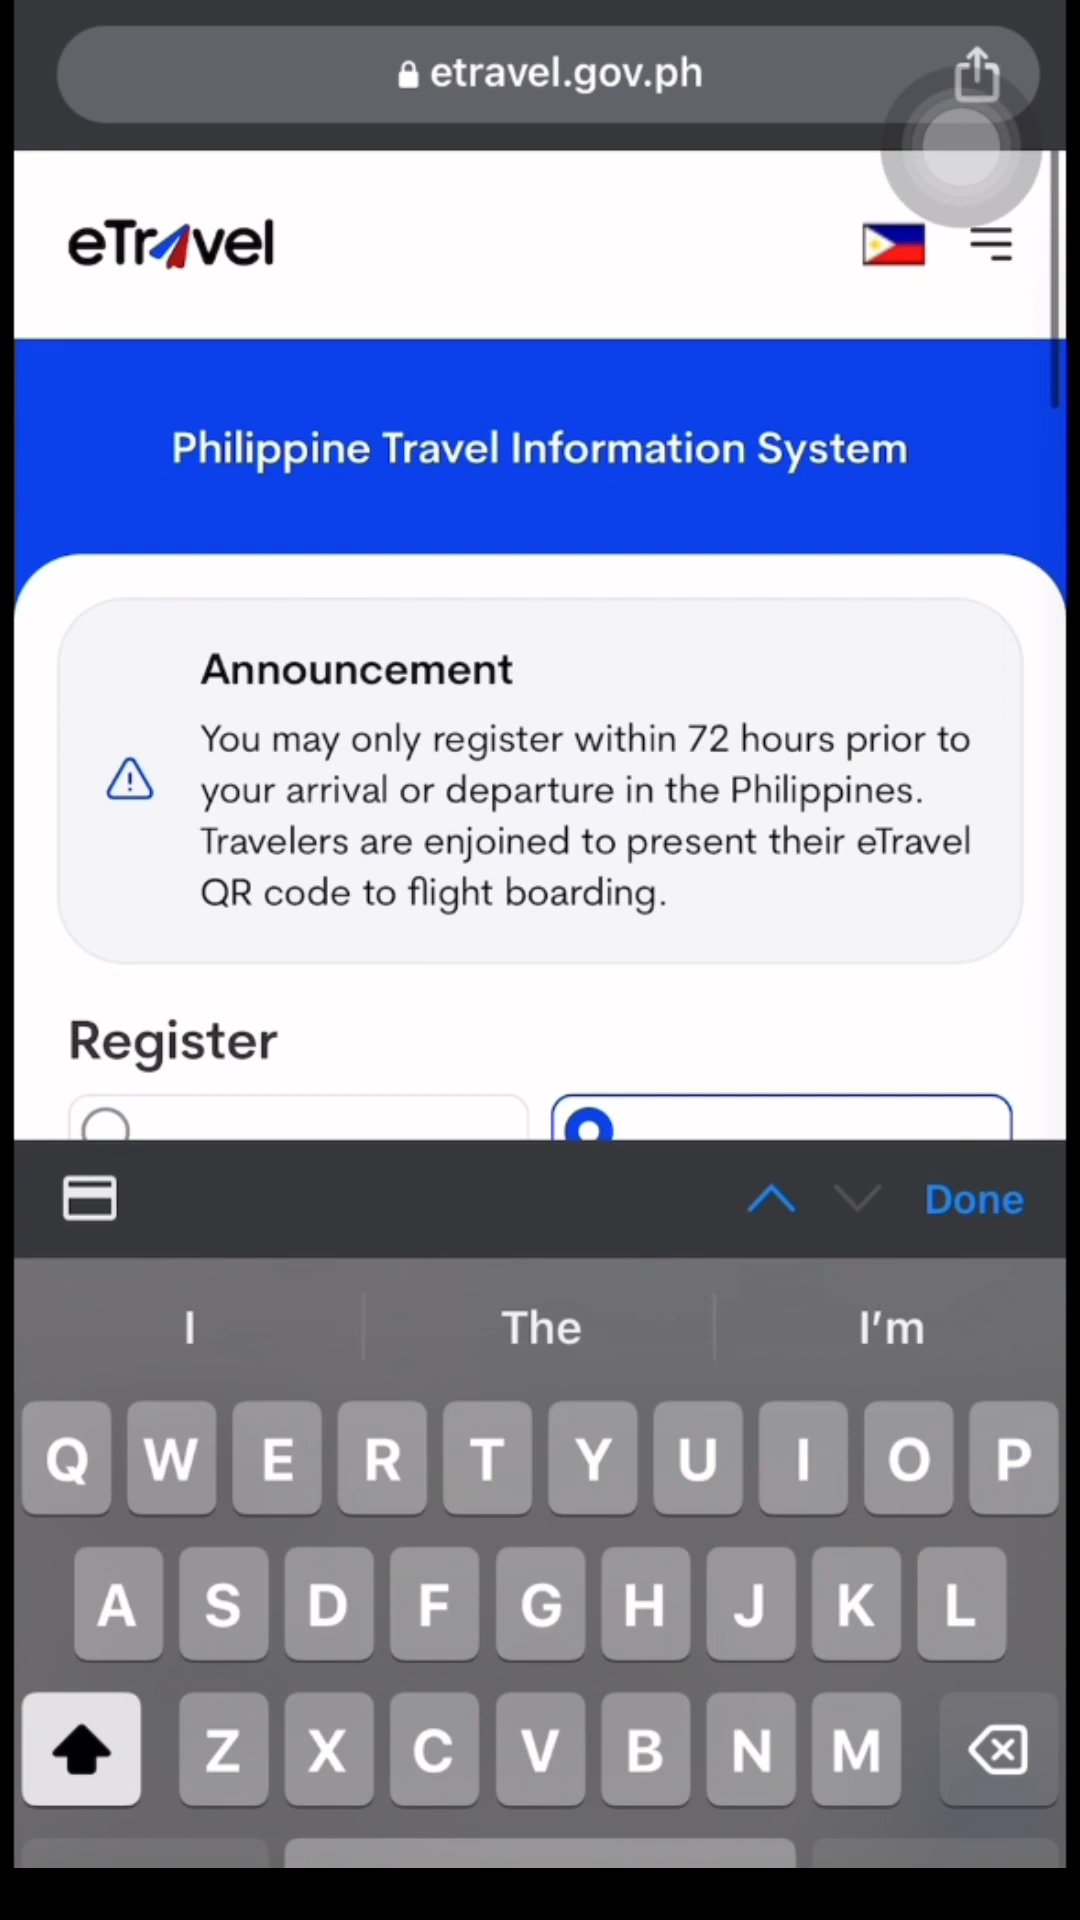 etravel.gov.ph
eTravel
Philippine Travel Information System
Announcement
You may only register within 72 hours prior to
your arrival or departure in the Philippines.
Travelers are enjoined to present their eTravel
QR code to flight boarding.
Register
Done
I The I'm
Q W E R T Y U I O P
A S D F G H J K L
Z X C V B N M